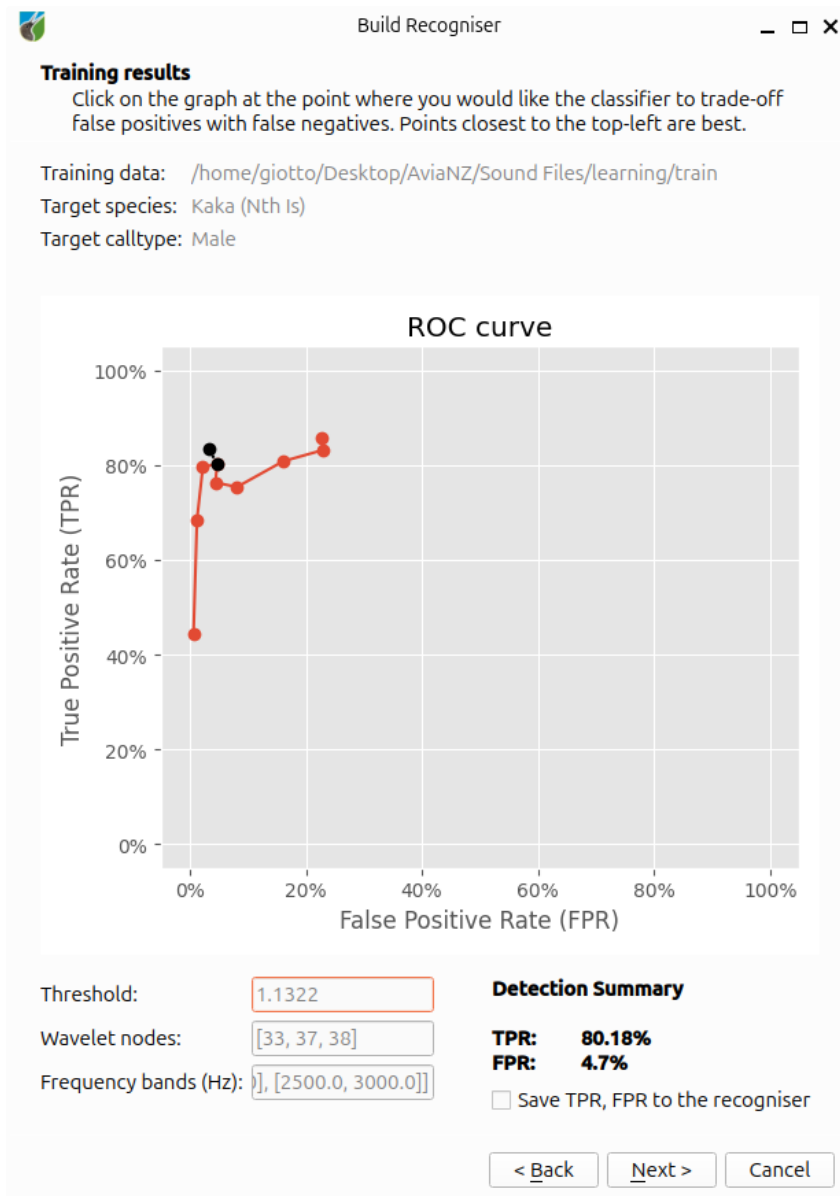 Build Recogniser
Training results
Click on the graph at the point where you would like the classifier to trade-off
false positives with false negatives. Points closest to the top-left are best.
Training data: /home/giotto/Desktop/AviaNZ/Sound Files/learning/train
Target species: Kaka (Nth Is)
Target calltype: Male
ROC curve
100%
80%
60%
40%
20%
0%
True Positive Rate (TPR)
0% 20% 40% 60% 80% 100%
False Positive Rate (FPR)
Threshold: 1.1322
Wavelet nodes: [33, 37, 38]
Frequency bands (Hz): )], [2500.0, 3000.0]]
Detection Summary
TPR: 80.18%
FPR: 4.7%
Save TPR, FPR to the recogniser
< Back Next > Cancel